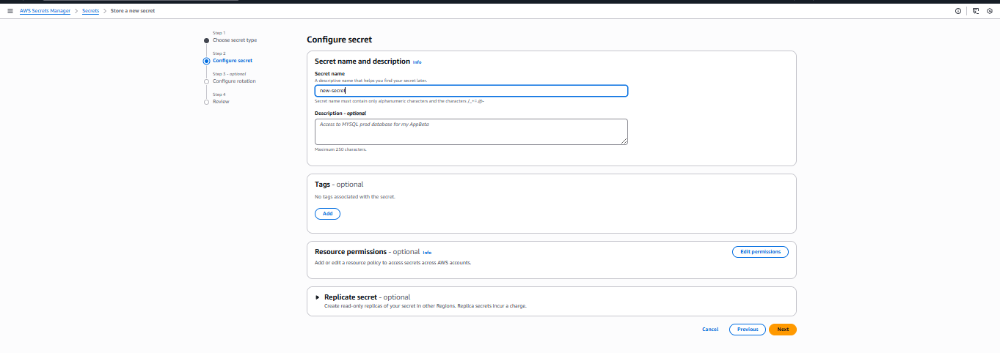 AWS Secrets Manager > Secrets > Store a new secret
Step 1
Choose secret type
Step 2
Configure secret
Step 3 - optional
Configure rotation
Step 4
Review
Configure secret
Secret name and description Info
Secret name
A descriptive name that helps you find your secret later.
new-secret
Secret name must contain only alphanumeric characters and the characters /_+=.@-
Description - optional
Access to MYSQL prod database for my AppBeta
Maximum 250 characters.
Tags - optional
No tags associated with the secret.
Add
Resource permissions - optional Info
Edit permissions
Add or edit a resource policy to access secrets across AWS accounts.
Replicate secret - optional
Create read-only replicas of your secret in other Regions. Replica secrets incur a charge.
Cancel Previous Next